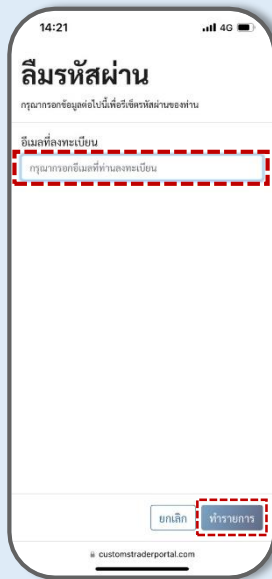 14:21
4G
ลืมรหัสผ่าน
กรุณากรอกข้อมูลต่อไปนี้เพื่อรีเซ็ตรหัสผ่านของท่าน
อีเมลที่ลงทะเบียน
กรุณากรอกอีเมลที่ท่านลงทะเบียน
ยกเลิก ทำรายการ
customstraderportal.com